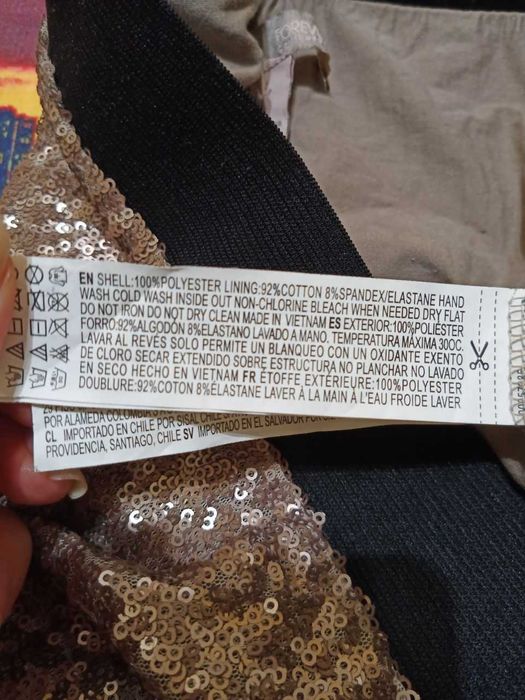 FOREV
EN SHELL:100%POLYESTER LINING:92%COTTON 8%SPANDEX/ELASTANE HAND
WASH COLD WASH INSIDE OUT NON-CHLORINE BLEACH WHEN NEEDED DRY FLAT
DO NOT IRON DO NOT DRY CLEAN MADE IN VIETNAM ES EXTERIOR:100%POLIÉSTER
FORRO:92%ALGODÓN 8%ELASTANO LAVADO A MANO. TEMPERATURA MÁXIMA 30OC.
LAVAR AL REVÉS SOLO PERMITE UN BLANQUEO CON UN OXIDANTE EXENTO
DE CLORO SECAR EXTENDIDO SOBRE ESTRUCTURA NO PLANCHAR NO LAVADO
EN SECO HECHO EN VIETNAM FR ÉTOFFE EXTÉRIEURE:100%POLYESTER
DOUBLURE:92%COTON 8%ÉLASTANE LAVER À LA MAIN À L'EAU FROIDE LAVER
POR ALAMEDA COLOMBIA
CL IMPORTADO EN CHILE POR SISAL CHILE
PROVIDENCIA, SANTIAGO, CHILE SV IMPORTADO EN EL SALVADOR POR